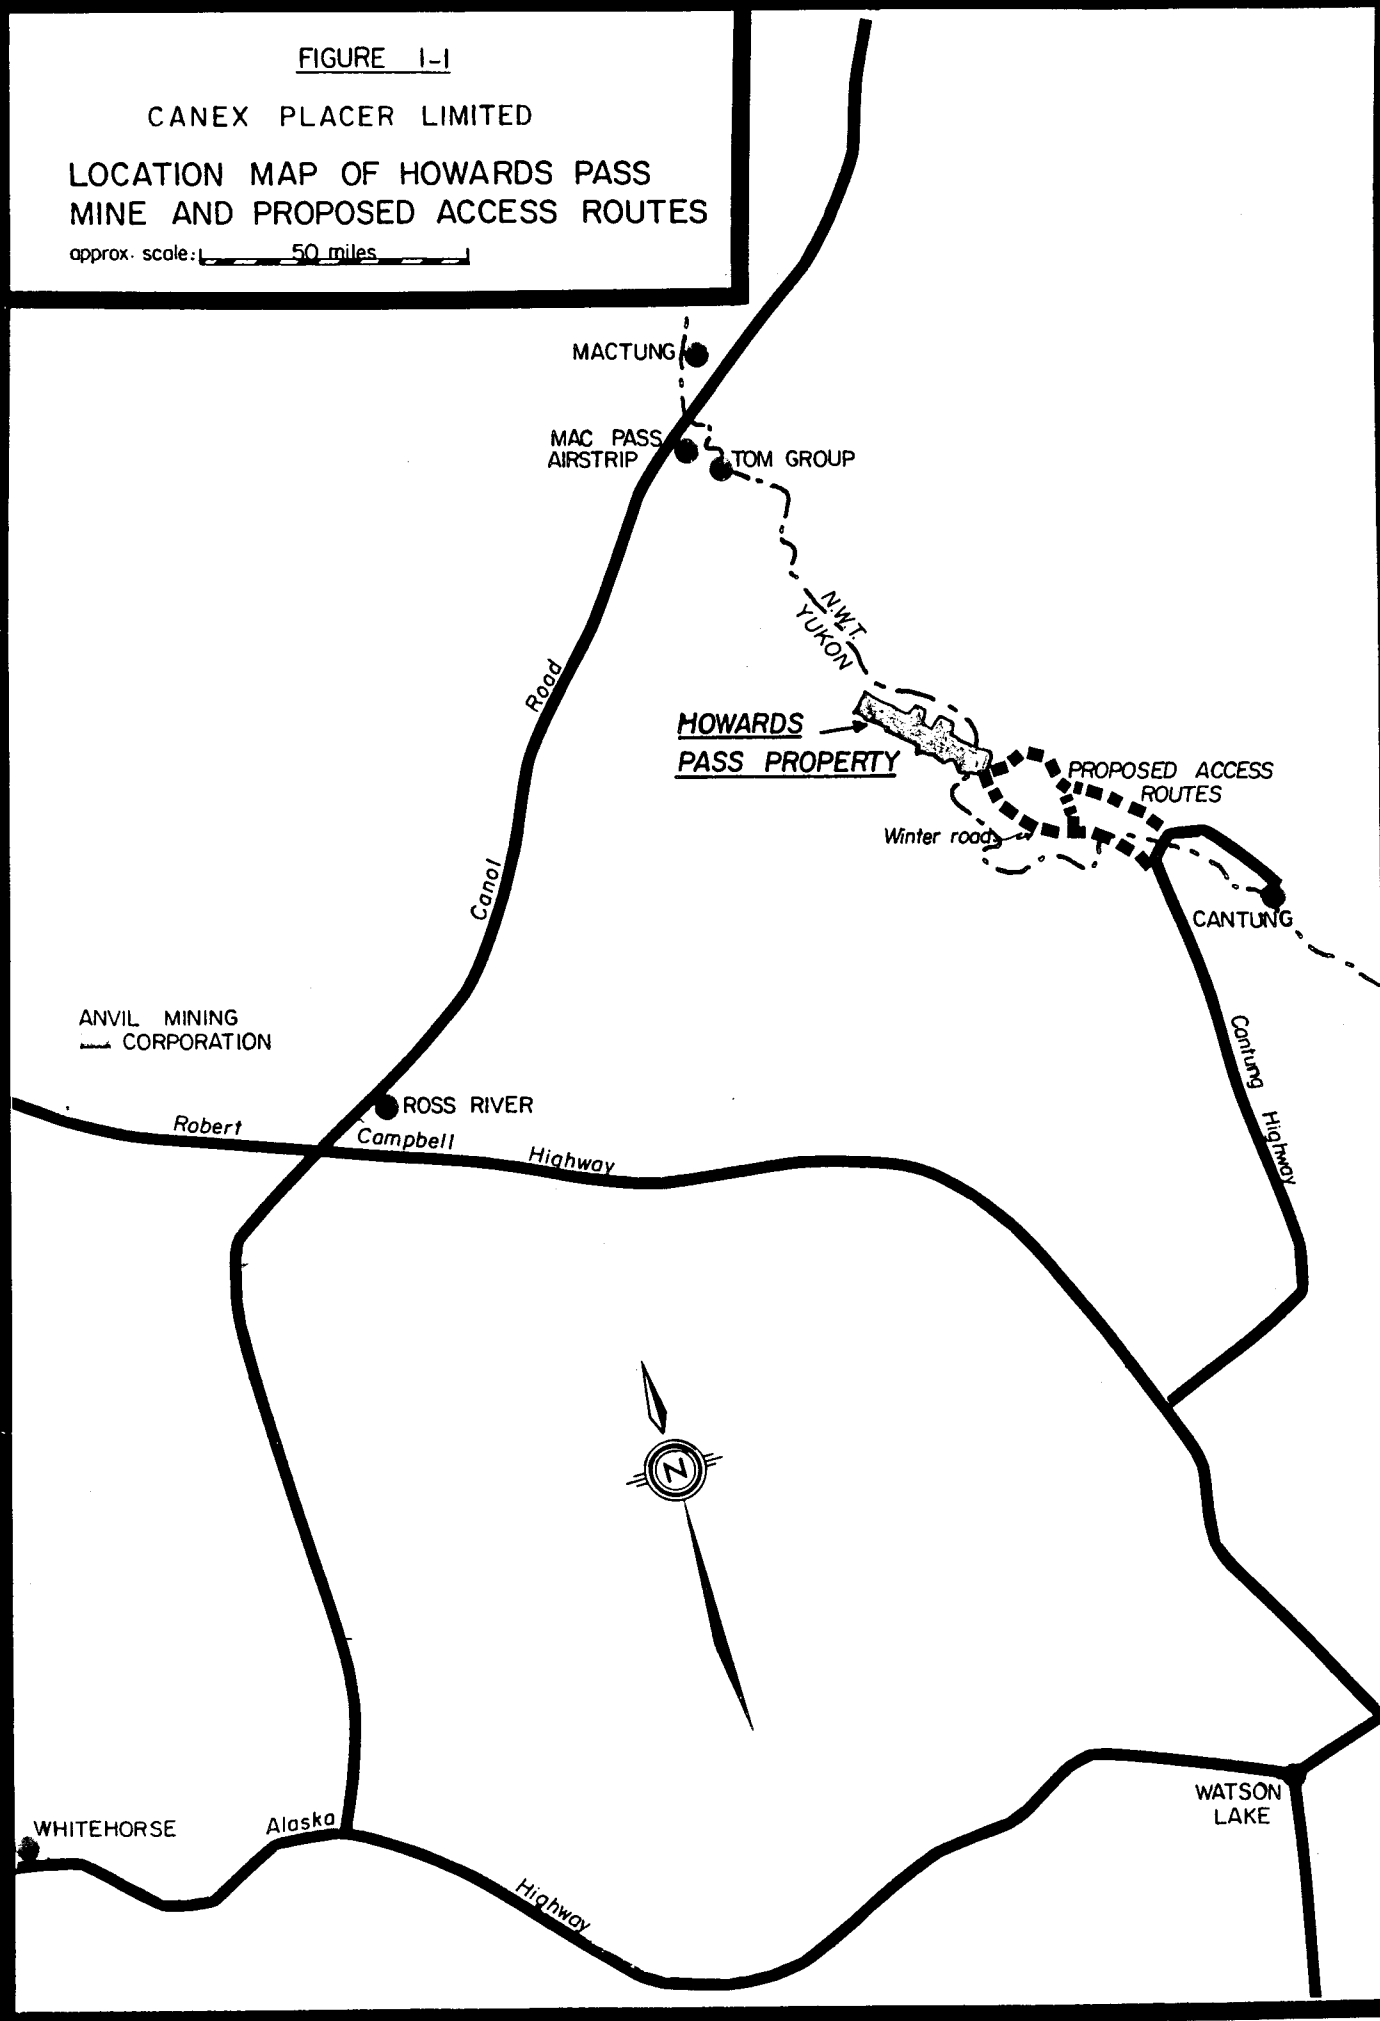 FIGURE 1-1
CANEX PLACER LIMITED
LOCATION MAP OF HOWARDS PASS
MINE AND PROPOSED ACCESS ROUTES
approx. scale: 50 miles
MACTUNG
MAC PASS
AIRSTRIP
TOM GROUP
N.W.T.
YUKON
Road
HOWARDS
PASS PROPERTY
PROPOSED ACCESS
ROUTES
Winter road
Canol
CANTUNG
ANVIL MINING
CORPORATION
Cantung Highway
ROSS RIVER
Robert Campbell Highway
N
WATSON
LAKE
WHITEHORSE
Alaska Highway